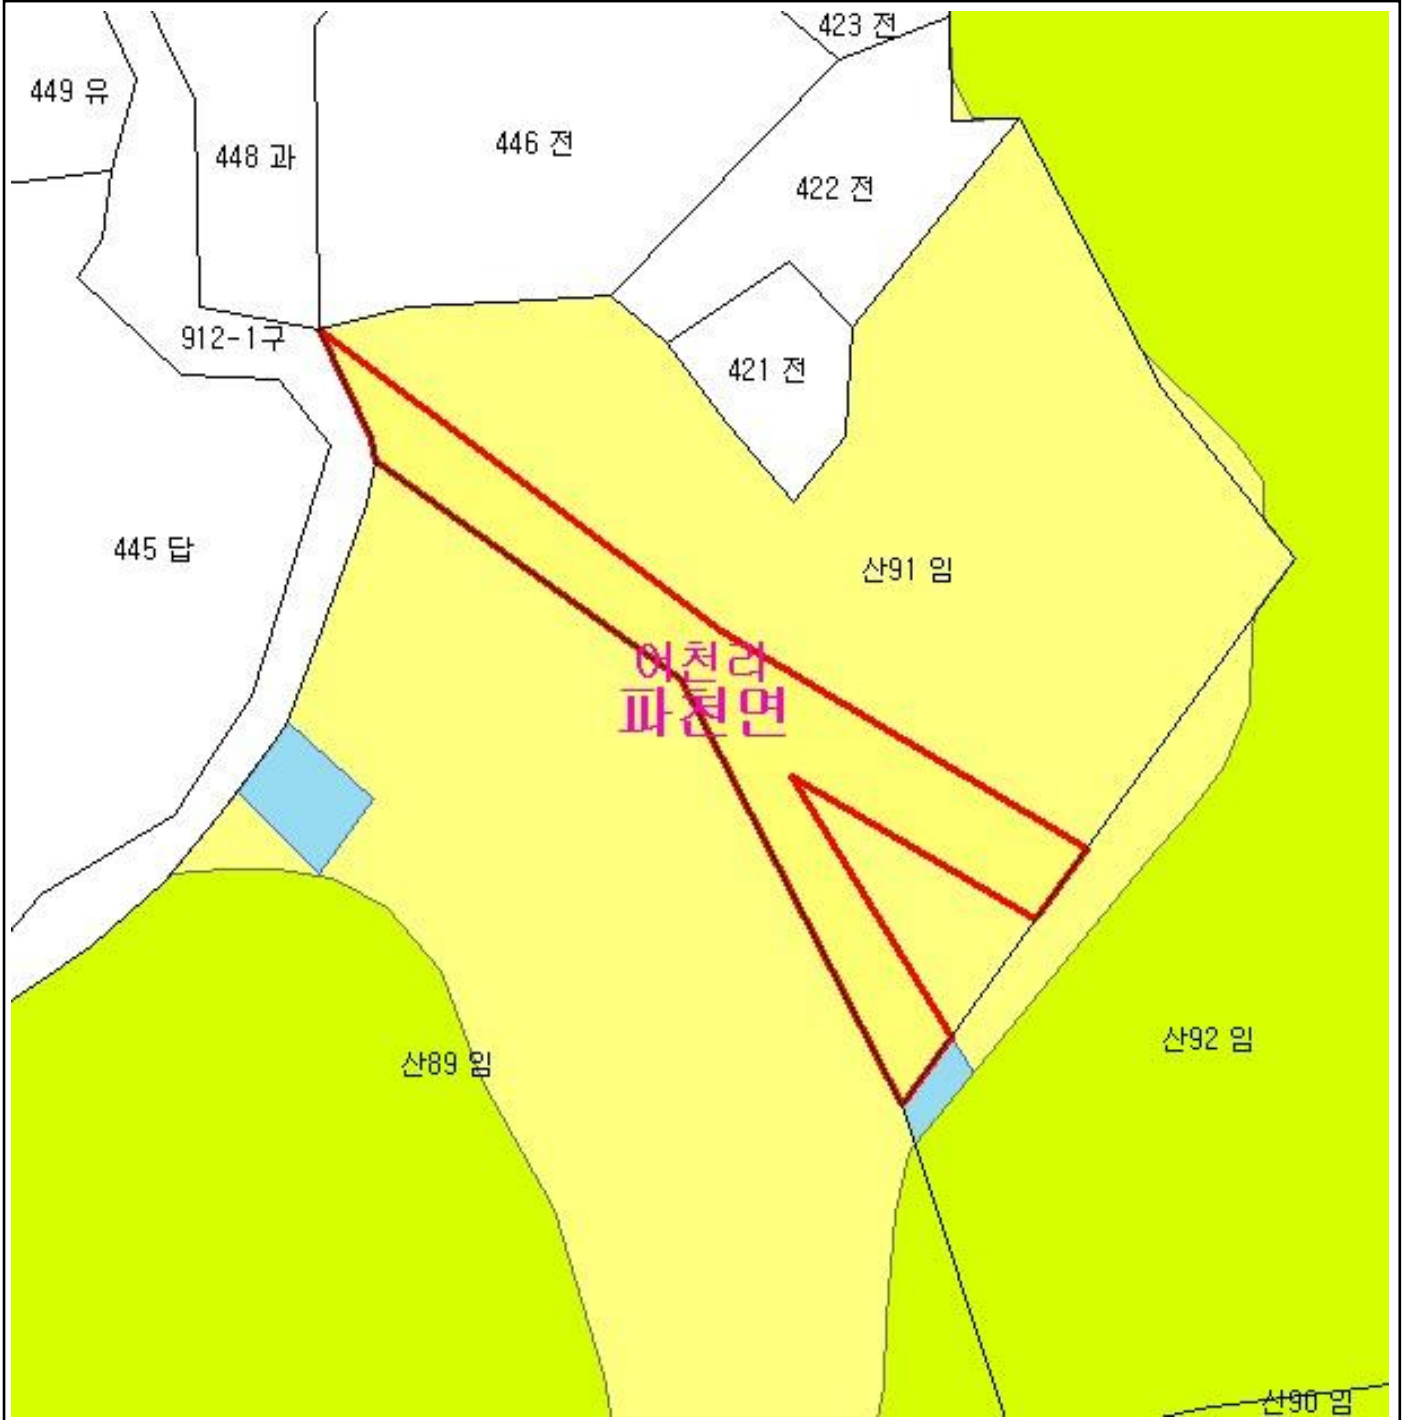 423 전
449 유
446 전
448 과
422 전
912-1구
421 전
445 답
산91 임
어천리
파천면
산92 임
산89 임
산90 임